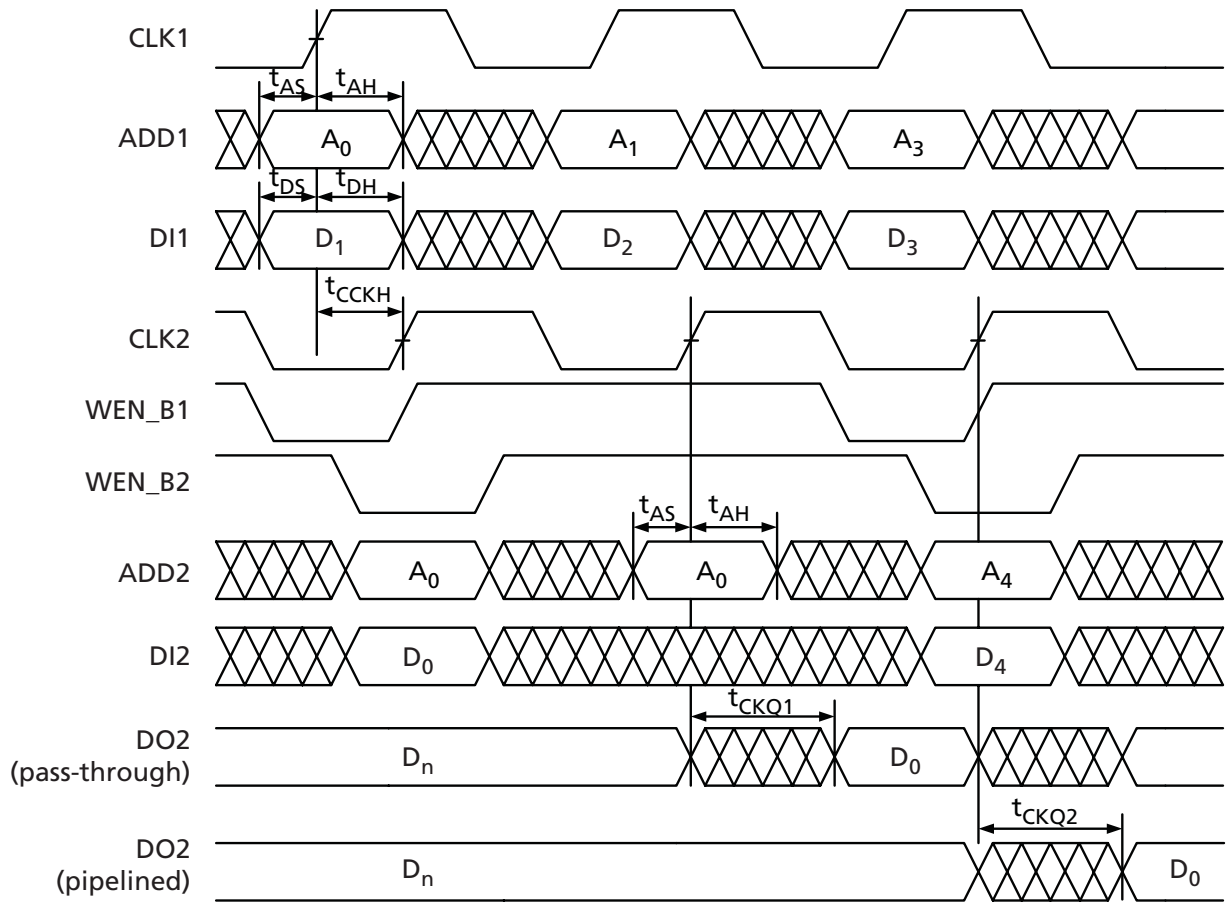 CLK1
t_AS t_AH
ADD1 A_0 A_1 A_3
t_DS t_DH
DI1 D_1 D_2 D_3
t_CCKH
CLK2
WEN_B1
WEN_B2
t_AS t_AH
ADD2 A_0 A_0 A_4
DI2 D_0 D_4
t_CKQ1
DO2
(pass-through) D_n D_0
t_CKQ2
DO2
(pipelined) D_n D_0